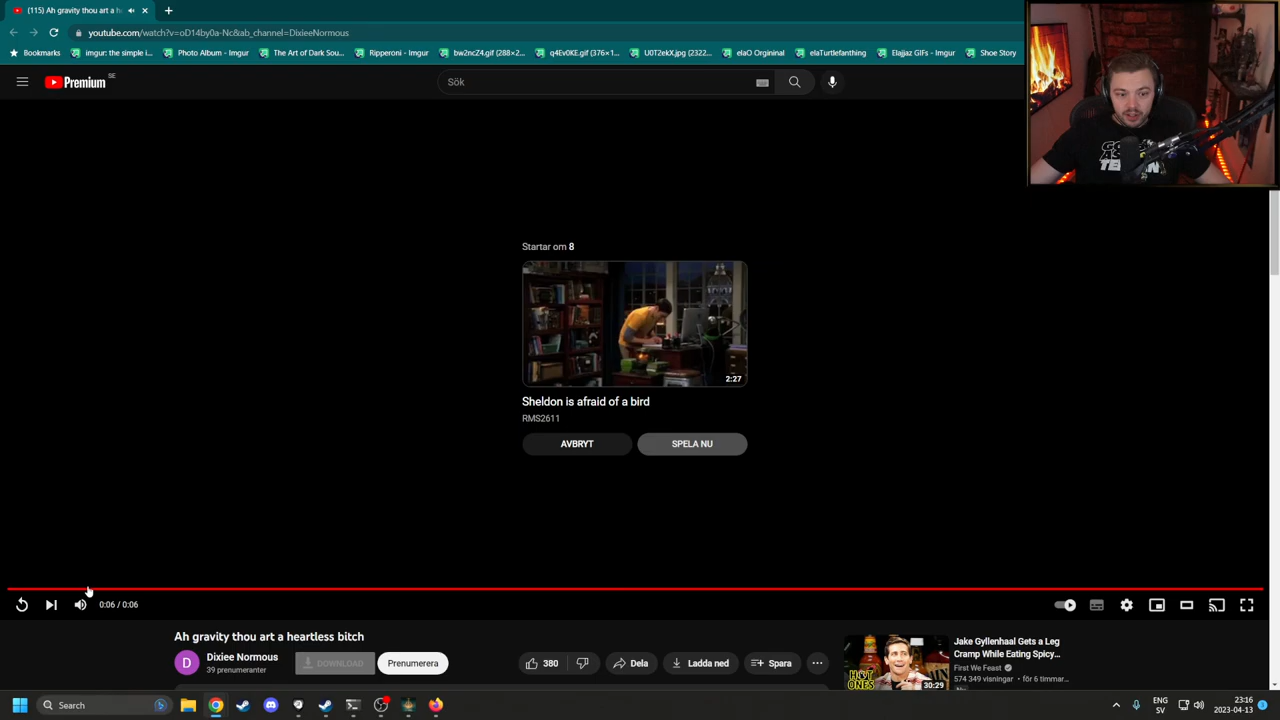 (115) Ah gravity thou art a h
youtube.com/watch?v=oD14by0a-Nc&ab_channel=DixieeNormous
Bookmarks imgur: the simple i... Photo Album - Imgur The Art of Dark Sou... Ripperoni - Imgur bw2ncZ4.gif (288×2... q4Ev0KE.gif (376×1... U0T2ekX.jpg (2322... elaO Orgininal elaTurtlefanthing Elajjaz GIFs - Imgur Shoe Story
Premium SE
Sök
Startar om 8
2:27
Sheldon is afraid of a bird
RMS2611
AVBRYT SPELA NU
0:06 / 0:06
Ah gravity thou art a heartless bitch
D
Dixiee Normous
39 prenumeranter
DOWNLOAD
Prenumerera
380
Dela
Ladda ned
Spara
HOT ONES
30:29
Jake Gyllenhaal Gets a Leg
Cramp While Eating Spicy...
First We Feast
574 349 visningar • för 6 timmar...
Search
ENG
SV
23:16
2023-04-13